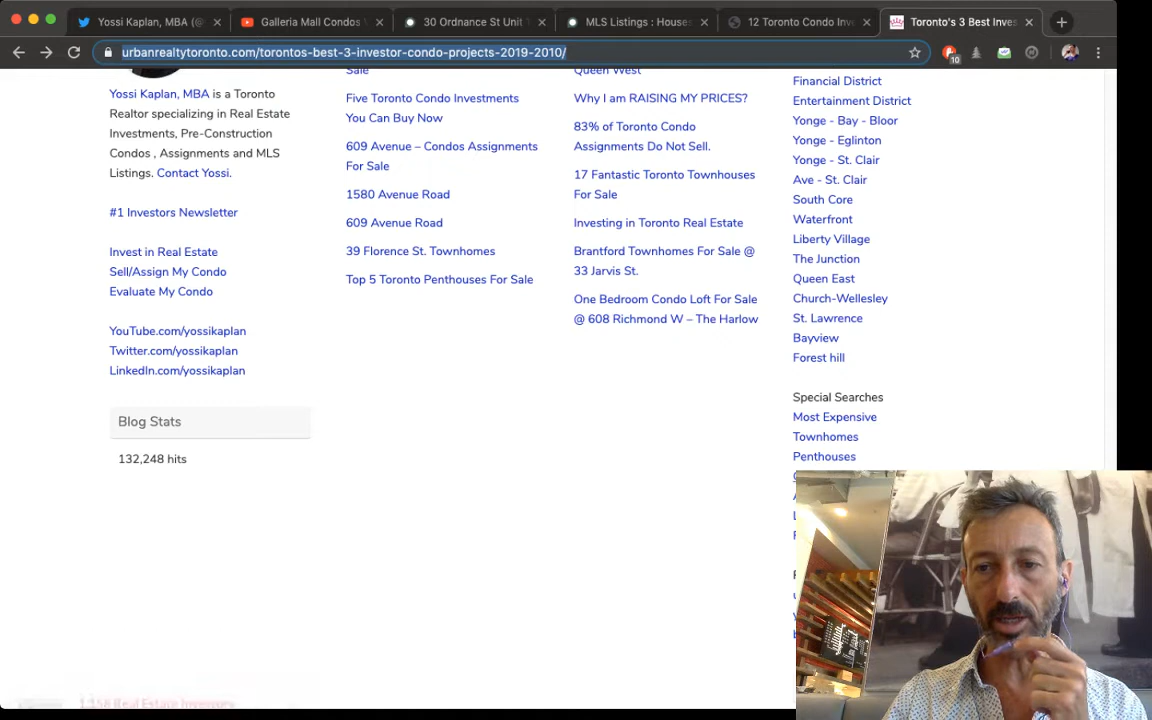 Yossi Kaplan, MBA (@
Galleria Mall Condos
30 Ordnance St Unit
MLS Listings : Houses
12 Toronto Condo Inv
Toronto's 3 Best Inves
urbanrealtytoronto.com/torontos-best-3-investor-condo-projects-2019-2010/
10
Yossi Kaplan, MBA is a Toronto
Realtor specializing in Real Estate
Investments, Pre-Construction
Condos , Assignments and MLS
Listings. Contact Yossi.
#1 Investors Newsletter
Invest in Real Estate
Sell/Assign My Condo
Evaluate My Condo
YouTube.com/yossikaplan
Twitter.com/yossikaplan
LinkedIn.com/yossikaplan
Blog Stats
132,248 hits
Sale
Five Toronto Condo Investments
You Can Buy Now
609 Avenue – Condos Assignments
For Sale
1580 Avenue Road
609 Avenue Road
39 Florence St. Townhomes
Top 5 Toronto Penthouses For Sale
Queen West
Why I am RAISING MY PRICES?
83% of Toronto Condo
Assignments Do Not Sell.
17 Fantastic Toronto Townhouses
For Sale
Investing in Toronto Real Estate
Brantford Townhomes For Sale @
33 Jarvis St.
One Bedroom Condo Loft For Sale
@ 608 Richmond W – The Harlow
Financial District
Entertainment District
Yonge - Bay - Bloor
Yonge - Eglinton
Yonge - St. Clair
Ave - St. Clair
South Core
Waterfront
Liberty Village
The Junction
Queen East
Church-Wellesley
St. Lawrence
Bayview
Forest hill
Special Searches
Most Expensive
Townhomes
Penthouses
1,158 Real Estate Investors